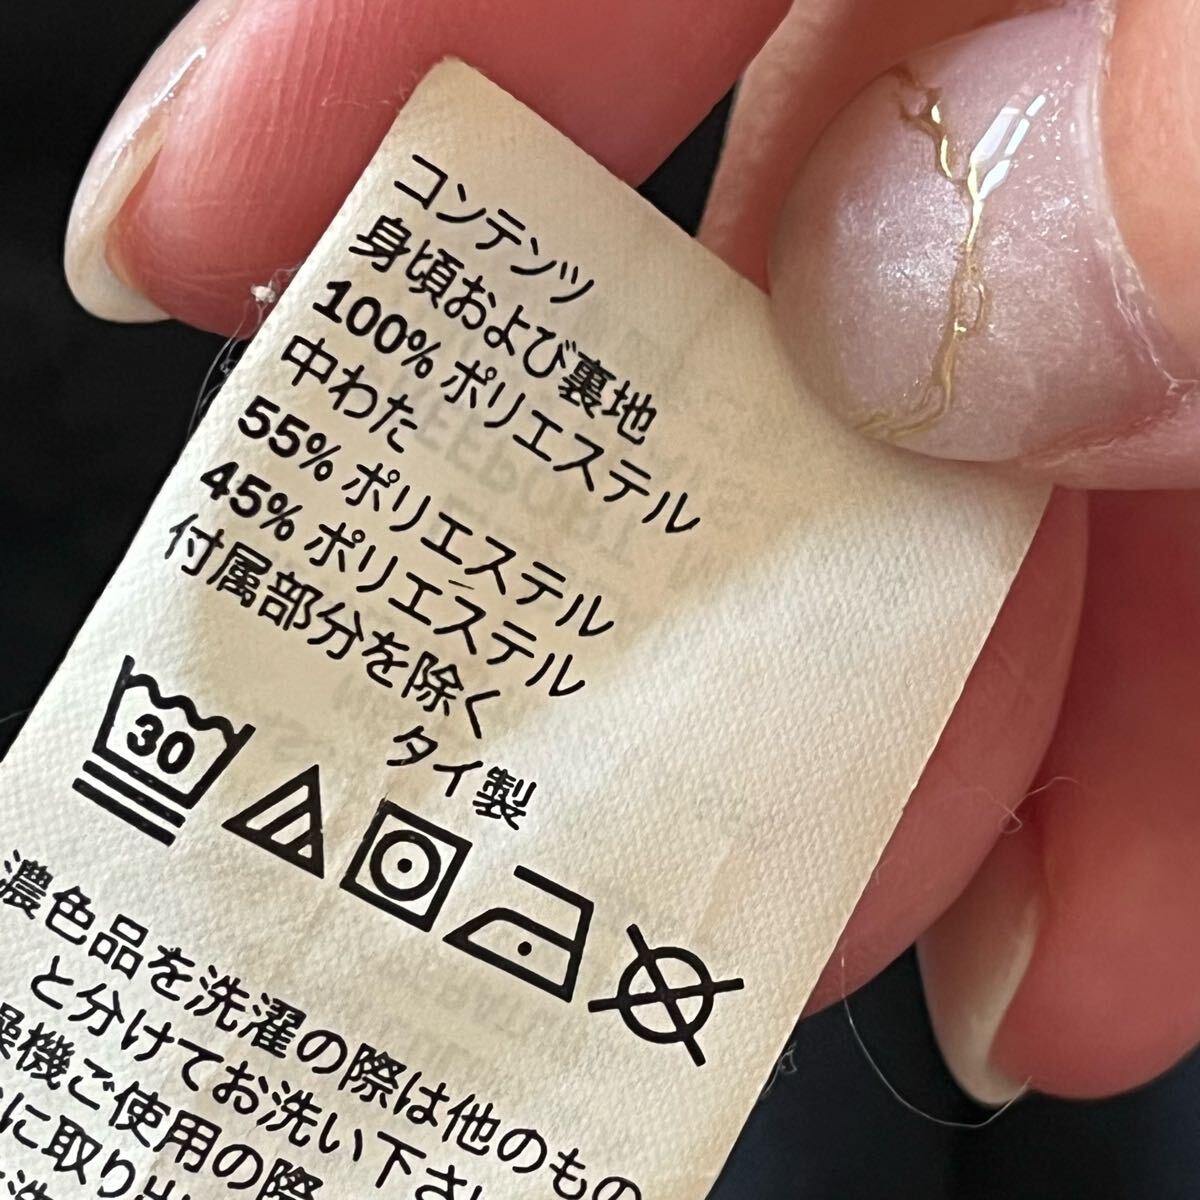 コンテンツ
身頃および裏地
100% ポリエステル
中わた
55% ポリエステル
45% ポリエステル
付属部分を除く
タイ製
30
濃色品を洗濯の際は他のもの
と分けてお洗い下さ
燥機ご使用の際
に取り出